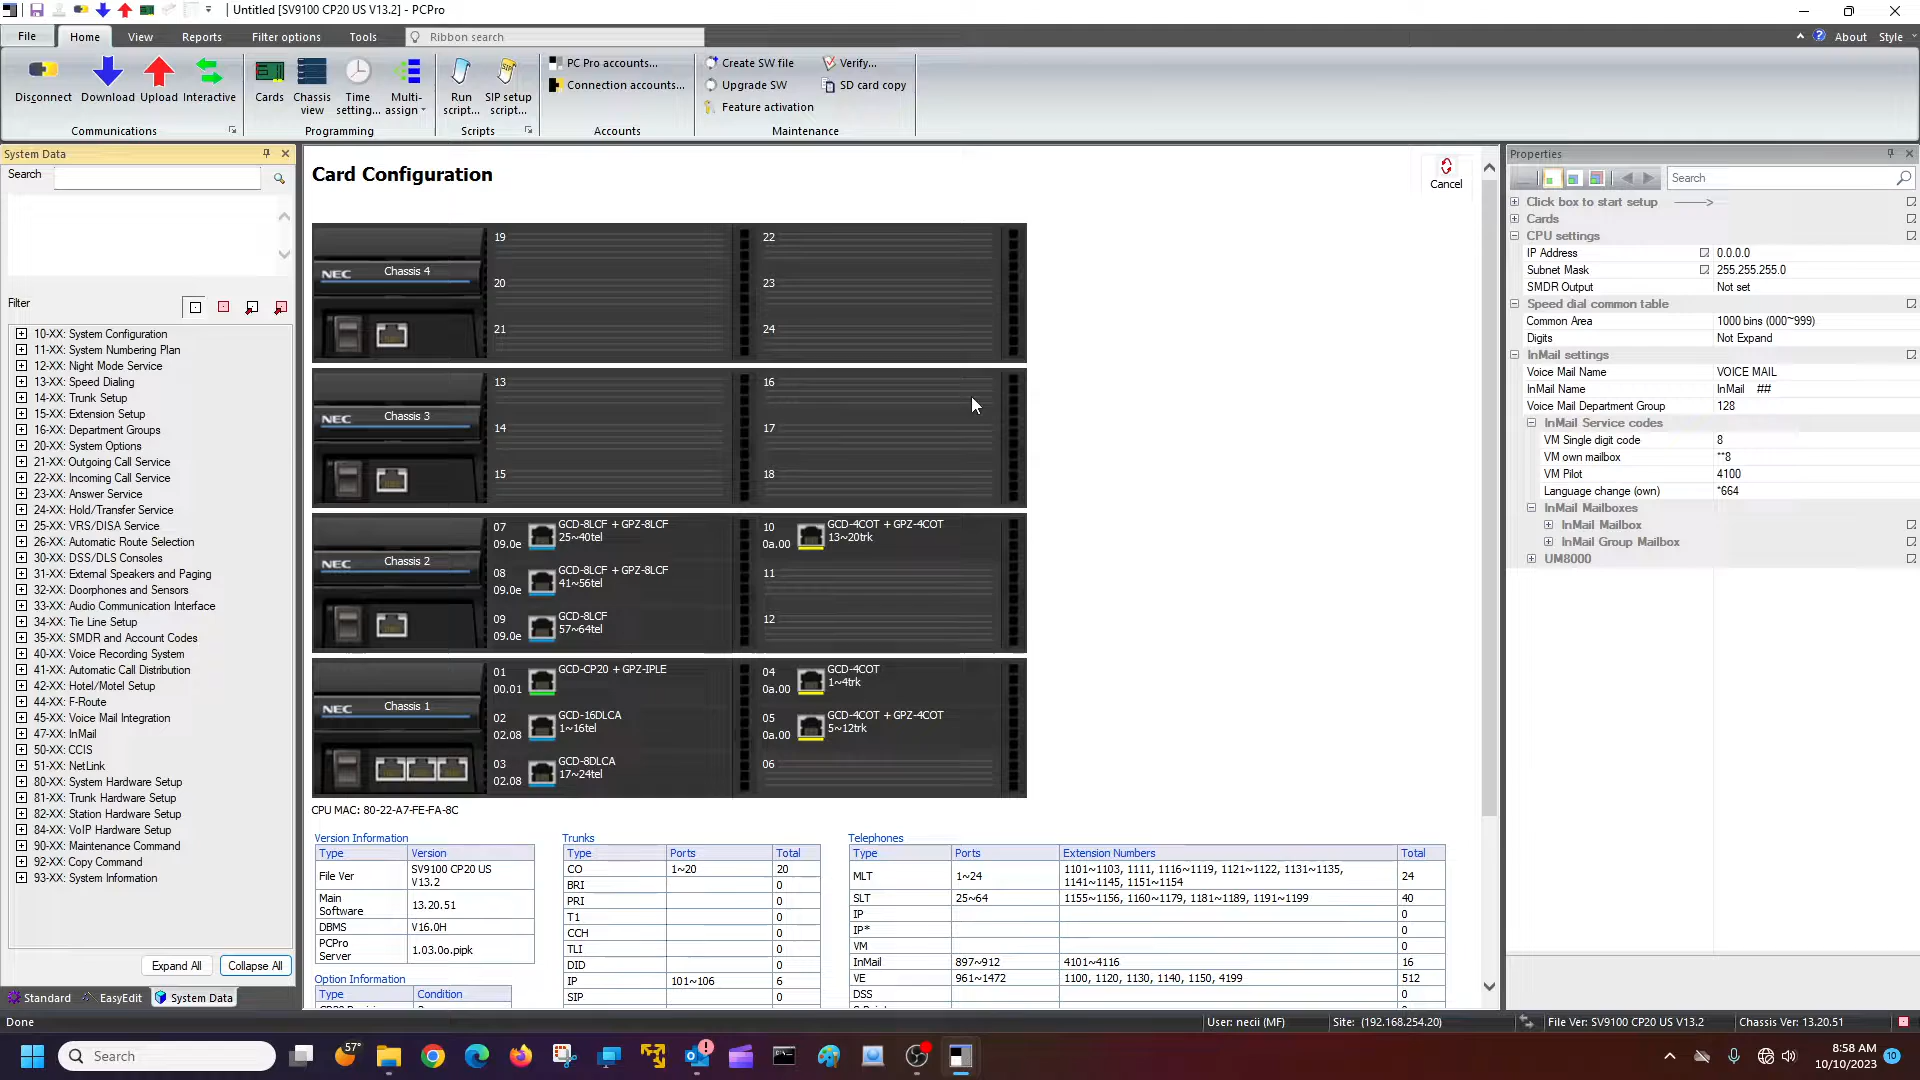 Untitled [SV9100 CP20 US V13.2] - PCPro
File
Home
View
Reports
Filter options
Tools
Ribbon search
About
Style
Disconnect
Download
Upload
Interactive
Communications
Cards
Chassis view
Time setting...
Multi-assign
Programming
Run script...
SIP setup script...
Scripts
PC Pro accounts...
Connection accounts...
Accounts
Create SW file
Upgrade SW
Feature activation
Verify...
SD card copy
Maintenance
System Data
Search
Filter
10-XX: System Configuration
11-XX: System Numbering Plan
12-XX: Night Mode Service
13-XX: Speed Dialing
14-XX: Trunk Setup
15-XX: Extension Setup
16-XX: Department Groups
20-XX: System Options
21-XX: Outgoing Call Service
22-XX: Incoming Call Service
23-XX: Answer Service
24-XX: Hold/Transfer Service
25-XX: VRS/DISA Service
26-XX: Automatic Route Selection
30-XX: DSS/DLS Consoles
31-XX: External Speakers and Paging
32-XX: Doorphones and Sensors
33-XX: Audio Communication Interface
34-XX: Tie Line Setup
35-XX: SMDR and Account Codes
40-XX: Voice Recording System
41-XX: Automatic Call Distribution
42-XX: Hotel/Motel Setup
44-XX: F-Route
45-XX: Voice Mail Integration
47-XX: InMail
50-XX: CCIS
51-XX: NetLink
80-XX: System Hardware Setup
81-XX: Trunk Hardware Setup
82-XX: Station Hardware Setup
84-XX: VoIP Hardware Setup
90-XX: Maintenance Command
92-XX: Copy Command
93-XX: System Information
Expand All
Collapse All
Standard
EasyEdit
System Data
Card Configuration
Cancel
NEC Chassis 4
19
20
21
22
23
24
NEC Chassis 3
13
14
15
16
17
18
NEC Chassis 2
07 GCD-8LCF + GPZ-8LCF
09.0e 25~40tel
08 GCD-8LCF + GPZ-8LCF
09.0e 41~56tel
09 GCD-8LCF
09.0e 57~64tel
10 GCD-4COT + GPZ-4COT
0a.00 13~20trk
11
12
NEC Chassis 1
01 GCD-CP20 + GPZ-IPLE
00.01
02 GCD-16DLCA
02.08 1~16tel
03 GCD-8DLCA
02.08 17~24tel
04 GCD-4COT
0a.00 1~4trk
05 GCD-4COT + GPZ-4COT
0a.00 5~12trk
06
CPU MAC: 80-22-A7-FE-FA-8C
Version Information
Type Version
File Ver SV9100 CP20 US V13.2
Main Software 13.20.51
DBMS V16.0H
PCPro Server 1.03.0o.pipk
Option Information
Type Condition
Trunks
Type Ports Total
CO 1~20 20
BRI 0
PRI 0
T1 0
CCH 0
TLI 0
DID 0
IP 101~106 6
SIP 0
Telephones
Type Ports Extension Numbers Total
MLT 1~24 1101~1103, 1111, 1116~1119, 1121~1122, 1131~1135, 1141~1145, 1151~1154 24
SLT 25~64 1155~1156, 1160~1179, 1181~1189, 1191~1199 40
IP 0
IP* 0
VM 0
InMail 897~912 4101~4116 16
VE 961~1472 1100, 1120, 1130, 1140, 1150, 4199 512
DSS 0
Properties
Search
Click box to start setup ----->
Cards
CPU settings
IP Address 0.0.0.0
Subnet Mask 255.255.255.0
SMDR Output Not set
Speed dial common table
Common Area 1000 bins (000~999)
Digits Not Expand
InMail settings
Voice Mail Name VOICE MAIL
InMail Name InMail ##
Voice Mail Department Group 128
InMail Service codes
VM Single digit code 8
VM own mailbox **8
VM Pilot 4100
Language change (own) *664
InMail Mailboxes
InMail Mailbox
InMail Group Mailbox
UM8000
Done
User: necii (MF)
Site: (192.168.254.20)
File Ver: SV9100 CP20 US V13.2
Chassis Ver: 13.20.51
Search
57°
8:58 AM
10/10/2023
10